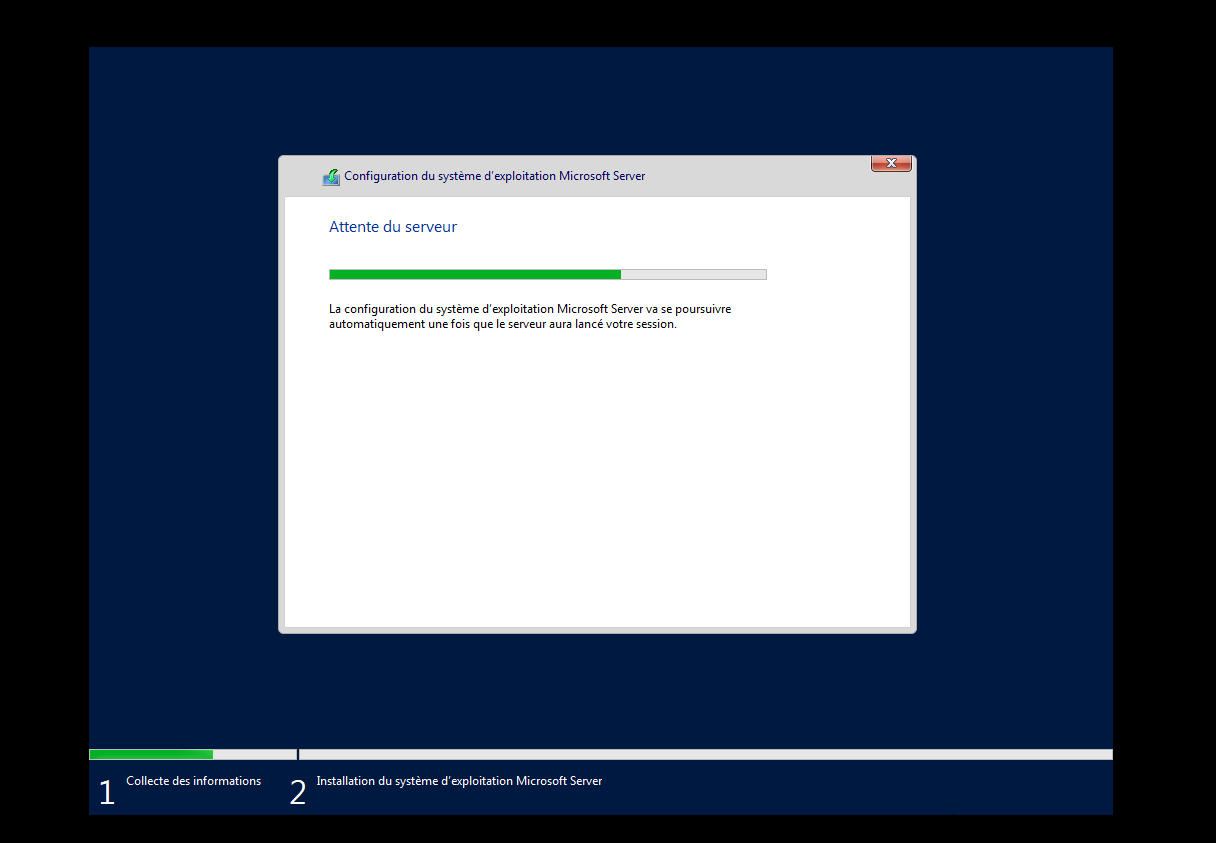 Configuration du système d'exploitation Microsoft Server
Attente du serveur
La configuration du système d'exploitation Microsoft Server va se poursuivre
automatiquement une fois que le serveur aura lancé votre session.
1 Collecte des informations
2 Installation du système d'exploitation Microsoft Server